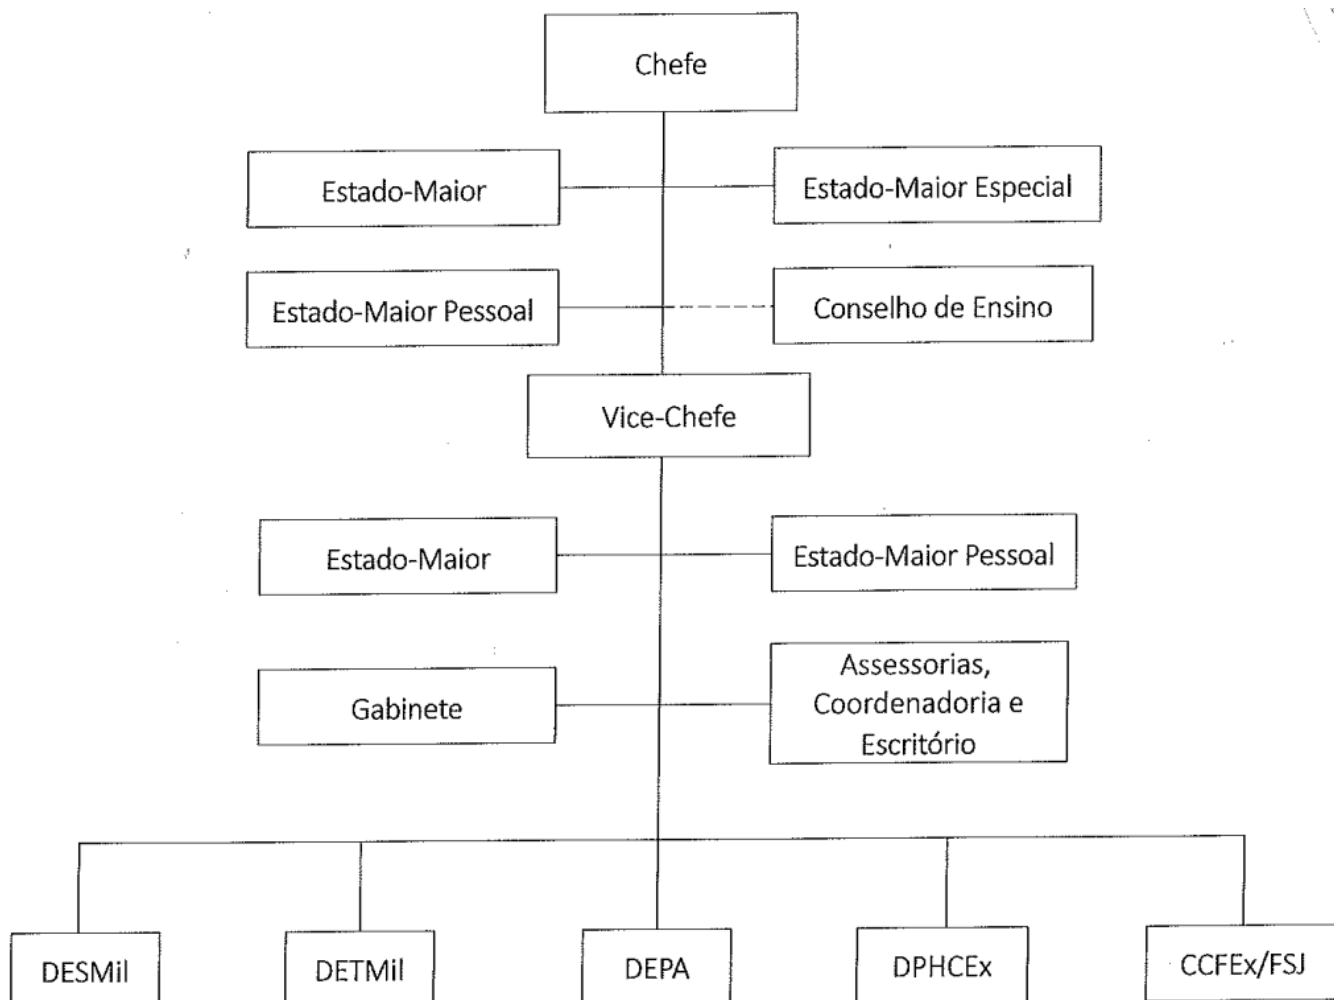 Chefe
Estado-Maior
Estado-Maior Especial
Estado-Maior Pessoal
Conselho de Ensino
Vice-Chefe
Estado-Maior
Estado-Maior Pessoal
Gabinete
Assessorias,
Coordenadoria e
Escritório
DESMil
DETMil
DEPA
DPHCEx
CCFEx/FSJ